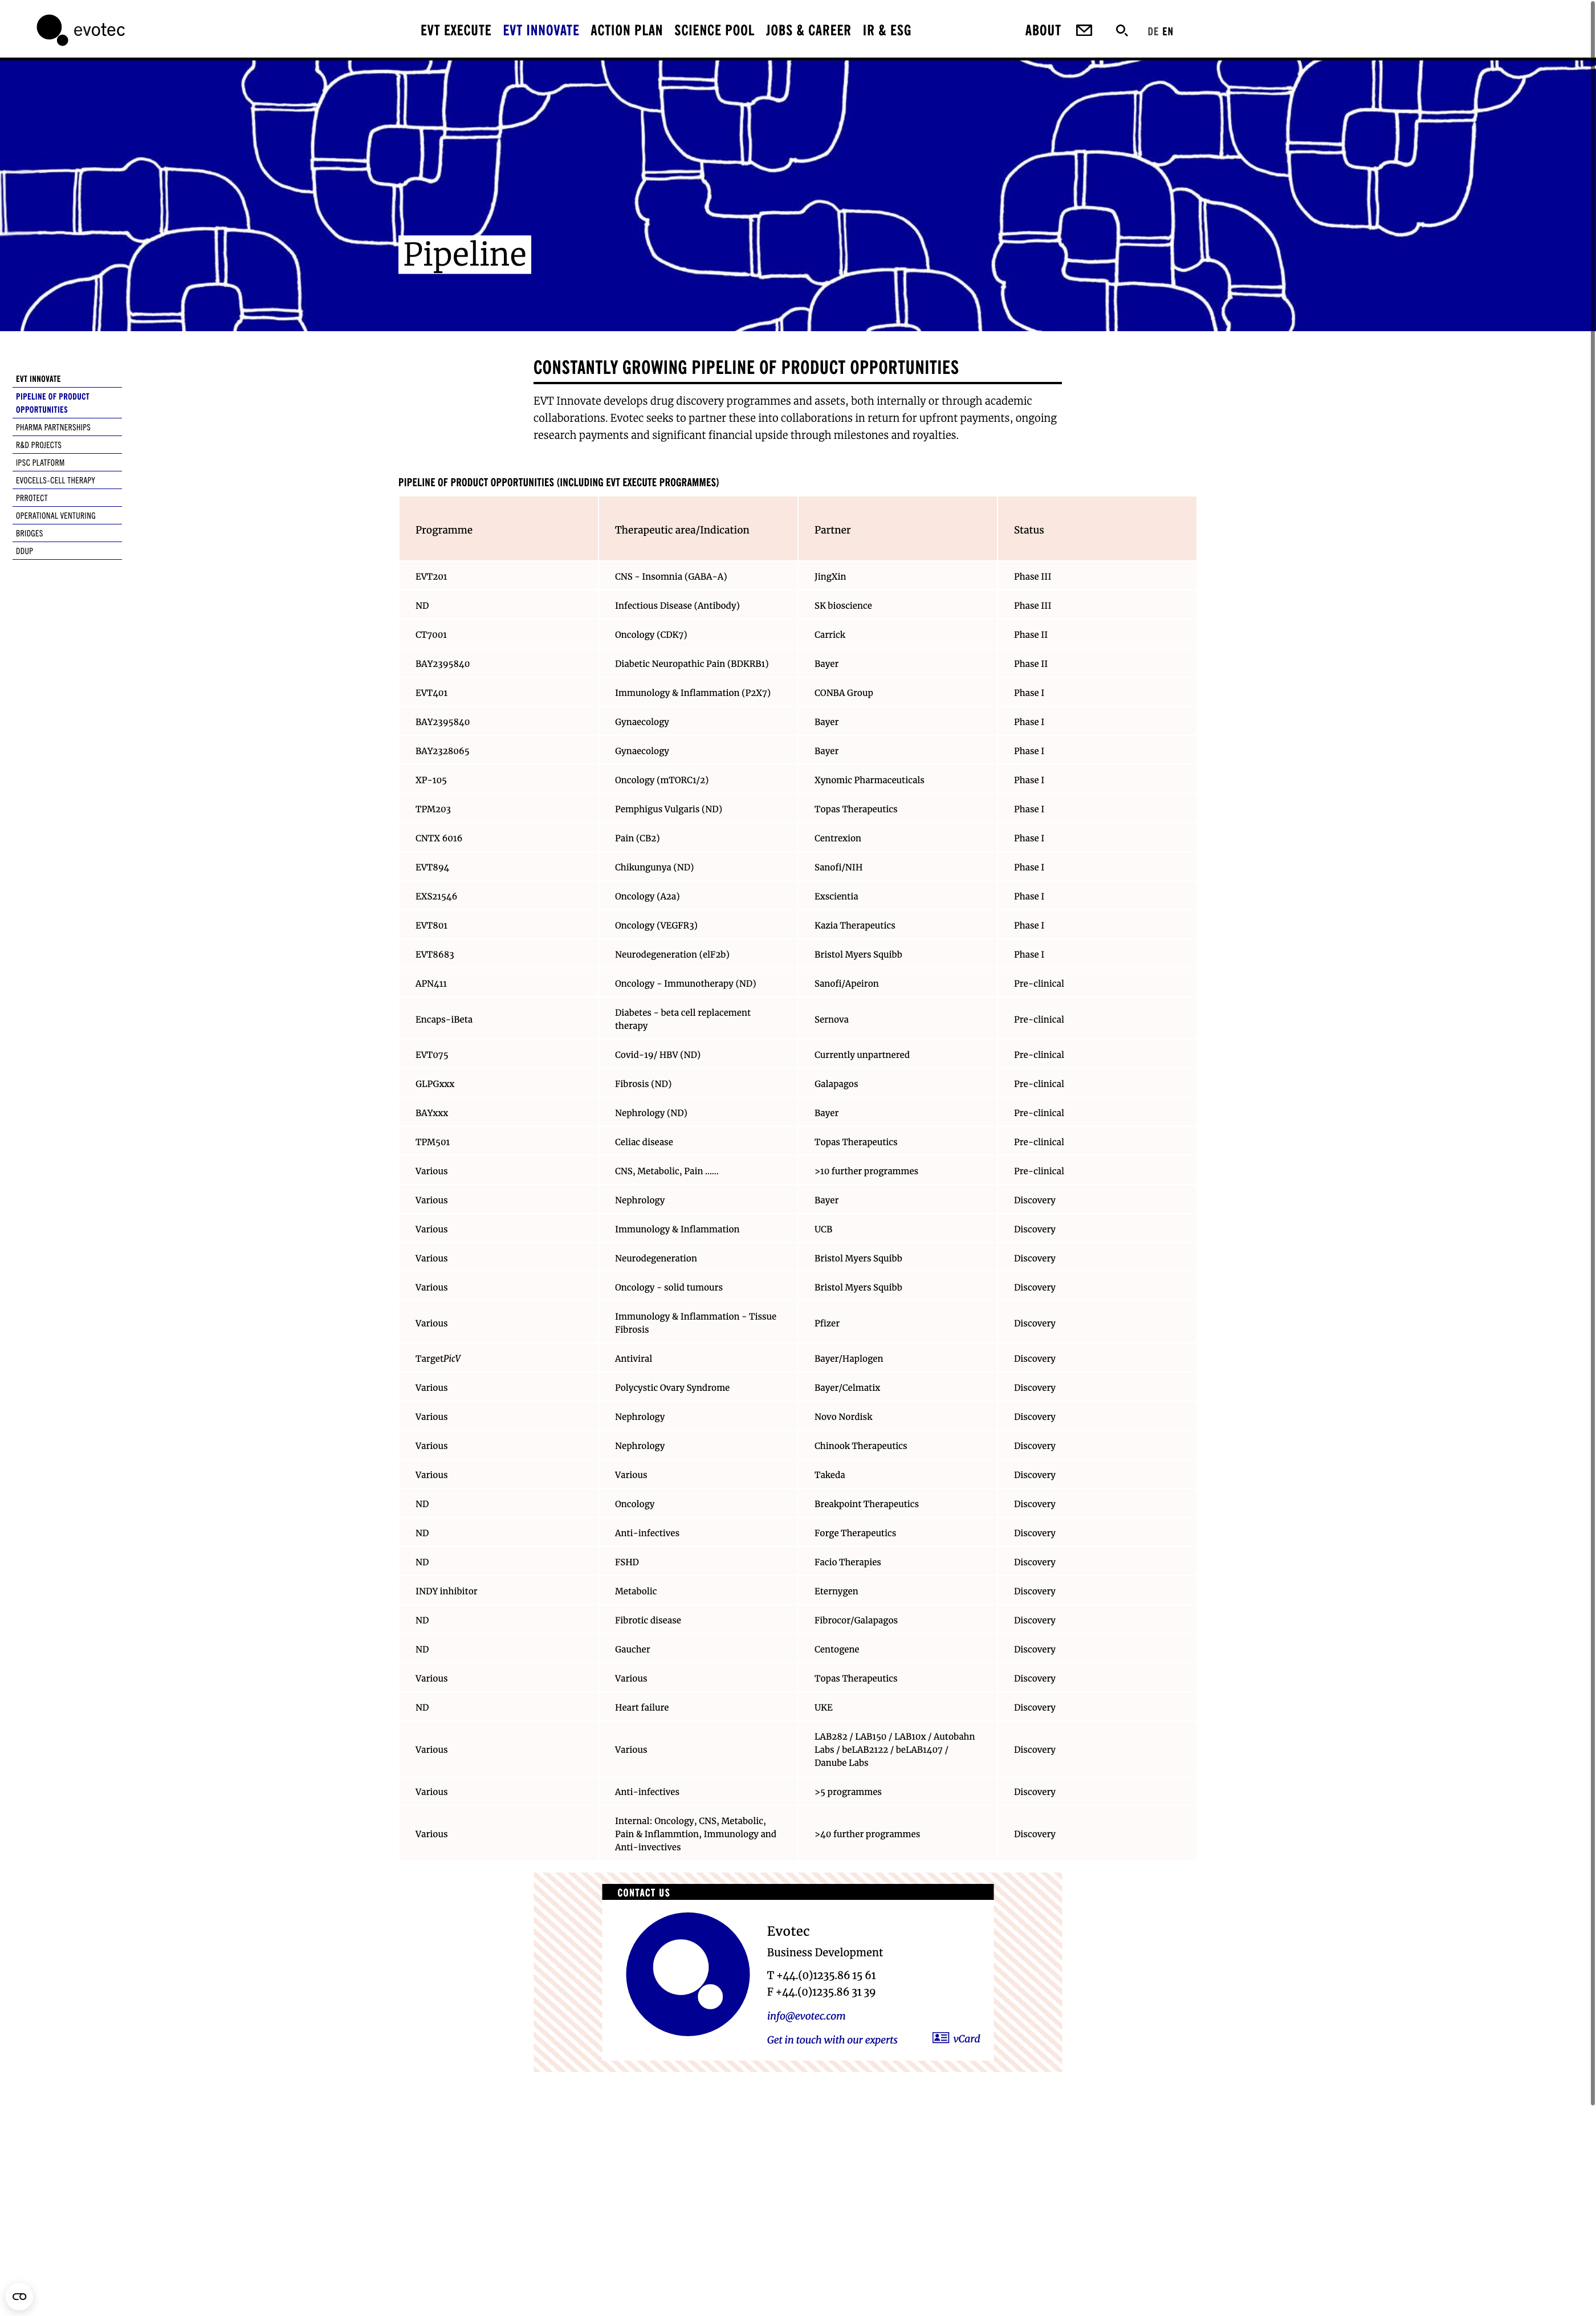 evotec
EVT EXECUTE EVT INNOVATE ACTION PLAN SCIENCE POOL JOBS & CAREER IR & ESG ABOUT DE EN
Pipeline
EVT INNOVATE
PIPELINE OF PRODUCT
OPPORTUNITIES
PHARMA PARTNERSHIPS
R&D PROJECTS
IPSC PLATFORM
EVOCELLS-CELL THERAPY
PRROTECT
OPERATIONAL VENTURING
BRIDGES
DDUP
CONSTANTLY GROWING PIPELINE OF PRODUCT OPPORTUNITIES
EVT Innovate develops drug discovery programmes and assets, both internally or through academic
collaborations. Evotec seeks to partner these into collaborations in return for upfront payments, ongoing
research payments and significant financial upside through milestones and royalties.
PIPELINE OF PRODUCT OPPORTUNITIES (INCLUDING EVT EXECUTE PROGRAMMES)
Programme Therapeutic area/Indication Partner Status
EVT201 CNS - Insomnia (GABA-A) JingXin Phase III
ND Infectious Disease (Antibody) SK bioscience Phase III
CT7001 Oncology (CDK7) Carrick Phase II
BAY2395840 Diabetic Neuropathic Pain (BDKRB1) Bayer Phase II
EVT401 Immunology & Inflammation (P2X7) CONBA Group Phase I
BAY2395840 Gynaecology Bayer Phase I
BAY2328065 Gynaecology Bayer Phase I
XP-105 Oncology (mTORC1/2) Xynomic Pharmaceuticals Phase I
TPM203 Pemphigus Vulgaris (ND) Topas Therapeutics Phase I
CNTX 6016 Pain (CB2) Centrexion Phase I
EVT894 Chikungunya (ND) Sanofi/NIH Phase I
EXS21546 Oncology (A2a) Exscientia Phase I
EVT801 Oncology (VEGFR3) Kazia Therapeutics Phase I
EVT8683 Neurodegeneration (elF2b) Bristol Myers Squibb Phase I
APN411 Oncology - Immunotherapy (ND) Sanofi/Apeiron Pre-clinical
Encaps-iBeta Diabetes - beta cell replacement
therapy Sernova Pre-clinical
EVT075 Covid-19/ HBV (ND) Currently unpartnered Pre-clinical
GLPGxxx Fibrosis (ND) Galapagos Pre-clinical
BAYxxx Nephrology (ND) Bayer Pre-clinical
TPM501 Celiac disease Topas Therapeutics Pre-clinical
Various CNS, Metabolic, Pain ...... >10 further programmes Pre-clinical
Various Nephrology Bayer Discovery
Various Immunology & Inflammation UCB Discovery
Various Neurodegeneration Bristol Myers Squibb Discovery
Various Oncology - solid tumours Bristol Myers Squibb Discovery
Various Immunology & Inflammation - Tissue
Fibrosis Pfizer Discovery
TargetPicV Antiviral Bayer/Haplogen Discovery
Various Polycystic Ovary Syndrome Bayer/Celmatix Discovery
Various Nephrology Novo Nordisk Discovery
Various Nephrology Chinook Therapeutics Discovery
Various Various Takeda Discovery
ND Oncology Breakpoint Therapeutics Discovery
ND Anti-infectives Forge Therapeutics Discovery
ND FSHD Facio Therapies Discovery
INDY inhibitor Metabolic Eternygen Discovery
ND Fibrotic disease Fibrocor/Galapagos Discovery
ND Gaucher Centogene Discovery
Various Various Topas Therapeutics Discovery
ND Heart failure UKE Discovery
Various Various LAB282 / LAB150 / LAB10x / Autobahn
Labs / beLAB2122 / beLAB1407 /
Danube Labs Discovery
Various Anti-infectives >5 programmes Discovery
Various Internal: Oncology, CNS, Metabolic,
Pain & Inflammtion, Immunology and
Anti-invectives >40 further programmes Discovery
CONTACT US
Evotec
Business Development
T +44.(0)1235.86 15 61
F +44.(0)1235.86 31 39
info@evotec.com
Get in touch with our experts vCard